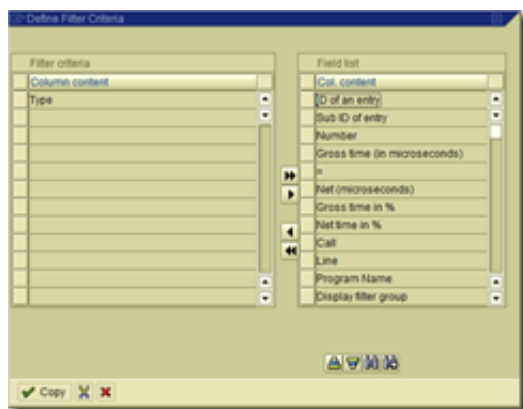 Define Filter Criteria
Filter criteria
Column content
Type
Field list
Col. content
ID of an entry
Sub ID of entry
Number
Gross time (in microseconds)
=
Net (microseconds)
Gross time in %
Net time in %
Call
Line
Program Name
Display filter group
Copy